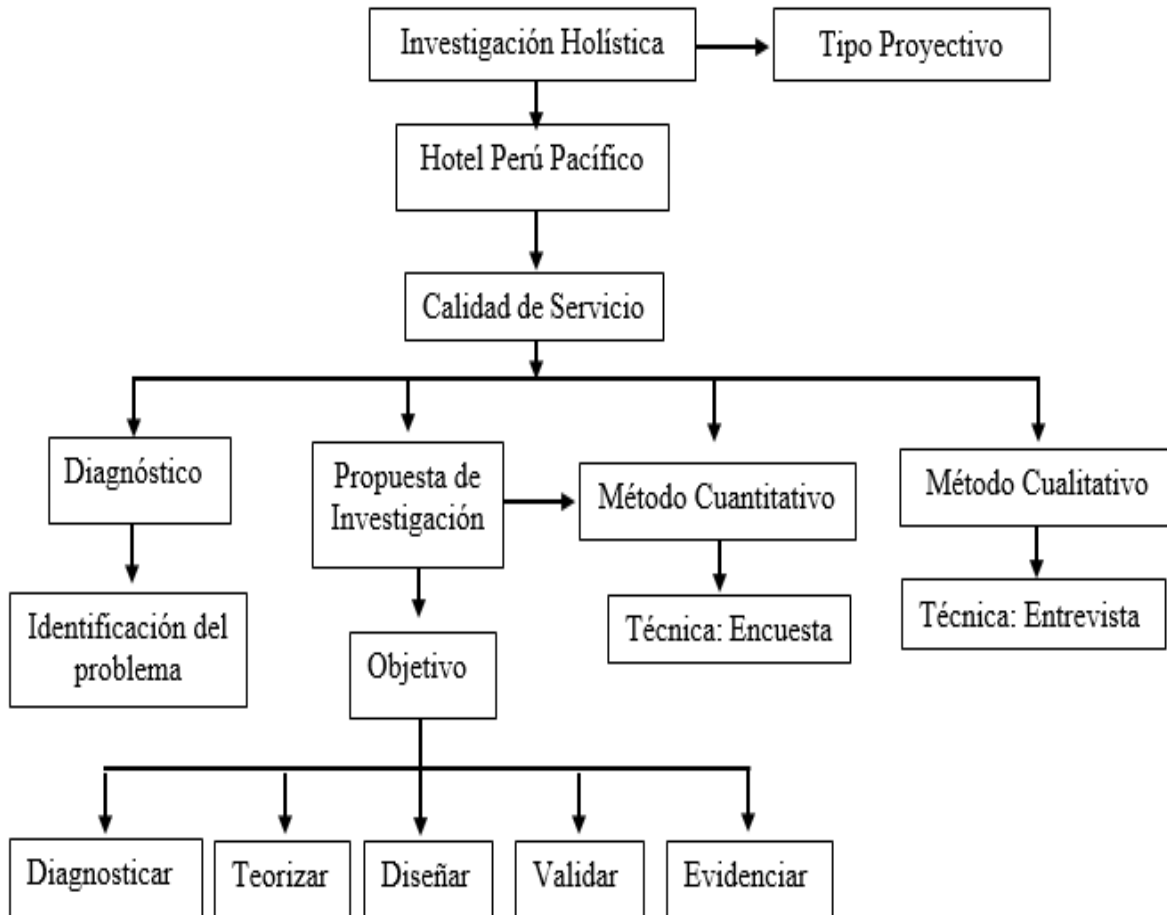 Investigación Holística
Tipo Proyectivo
Hotel Perú Pacífico
Calidad de Servicio
Diagnóstico
Propuesta de
Investigación
Método Cuantitativo
Método Cualitativo
Identificación del
problema
Objetivo
Técnica: Encuesta
Técnica: Entrevista
Diagnosticar
Teorizar
Diseñar
Validar
Evidenciar